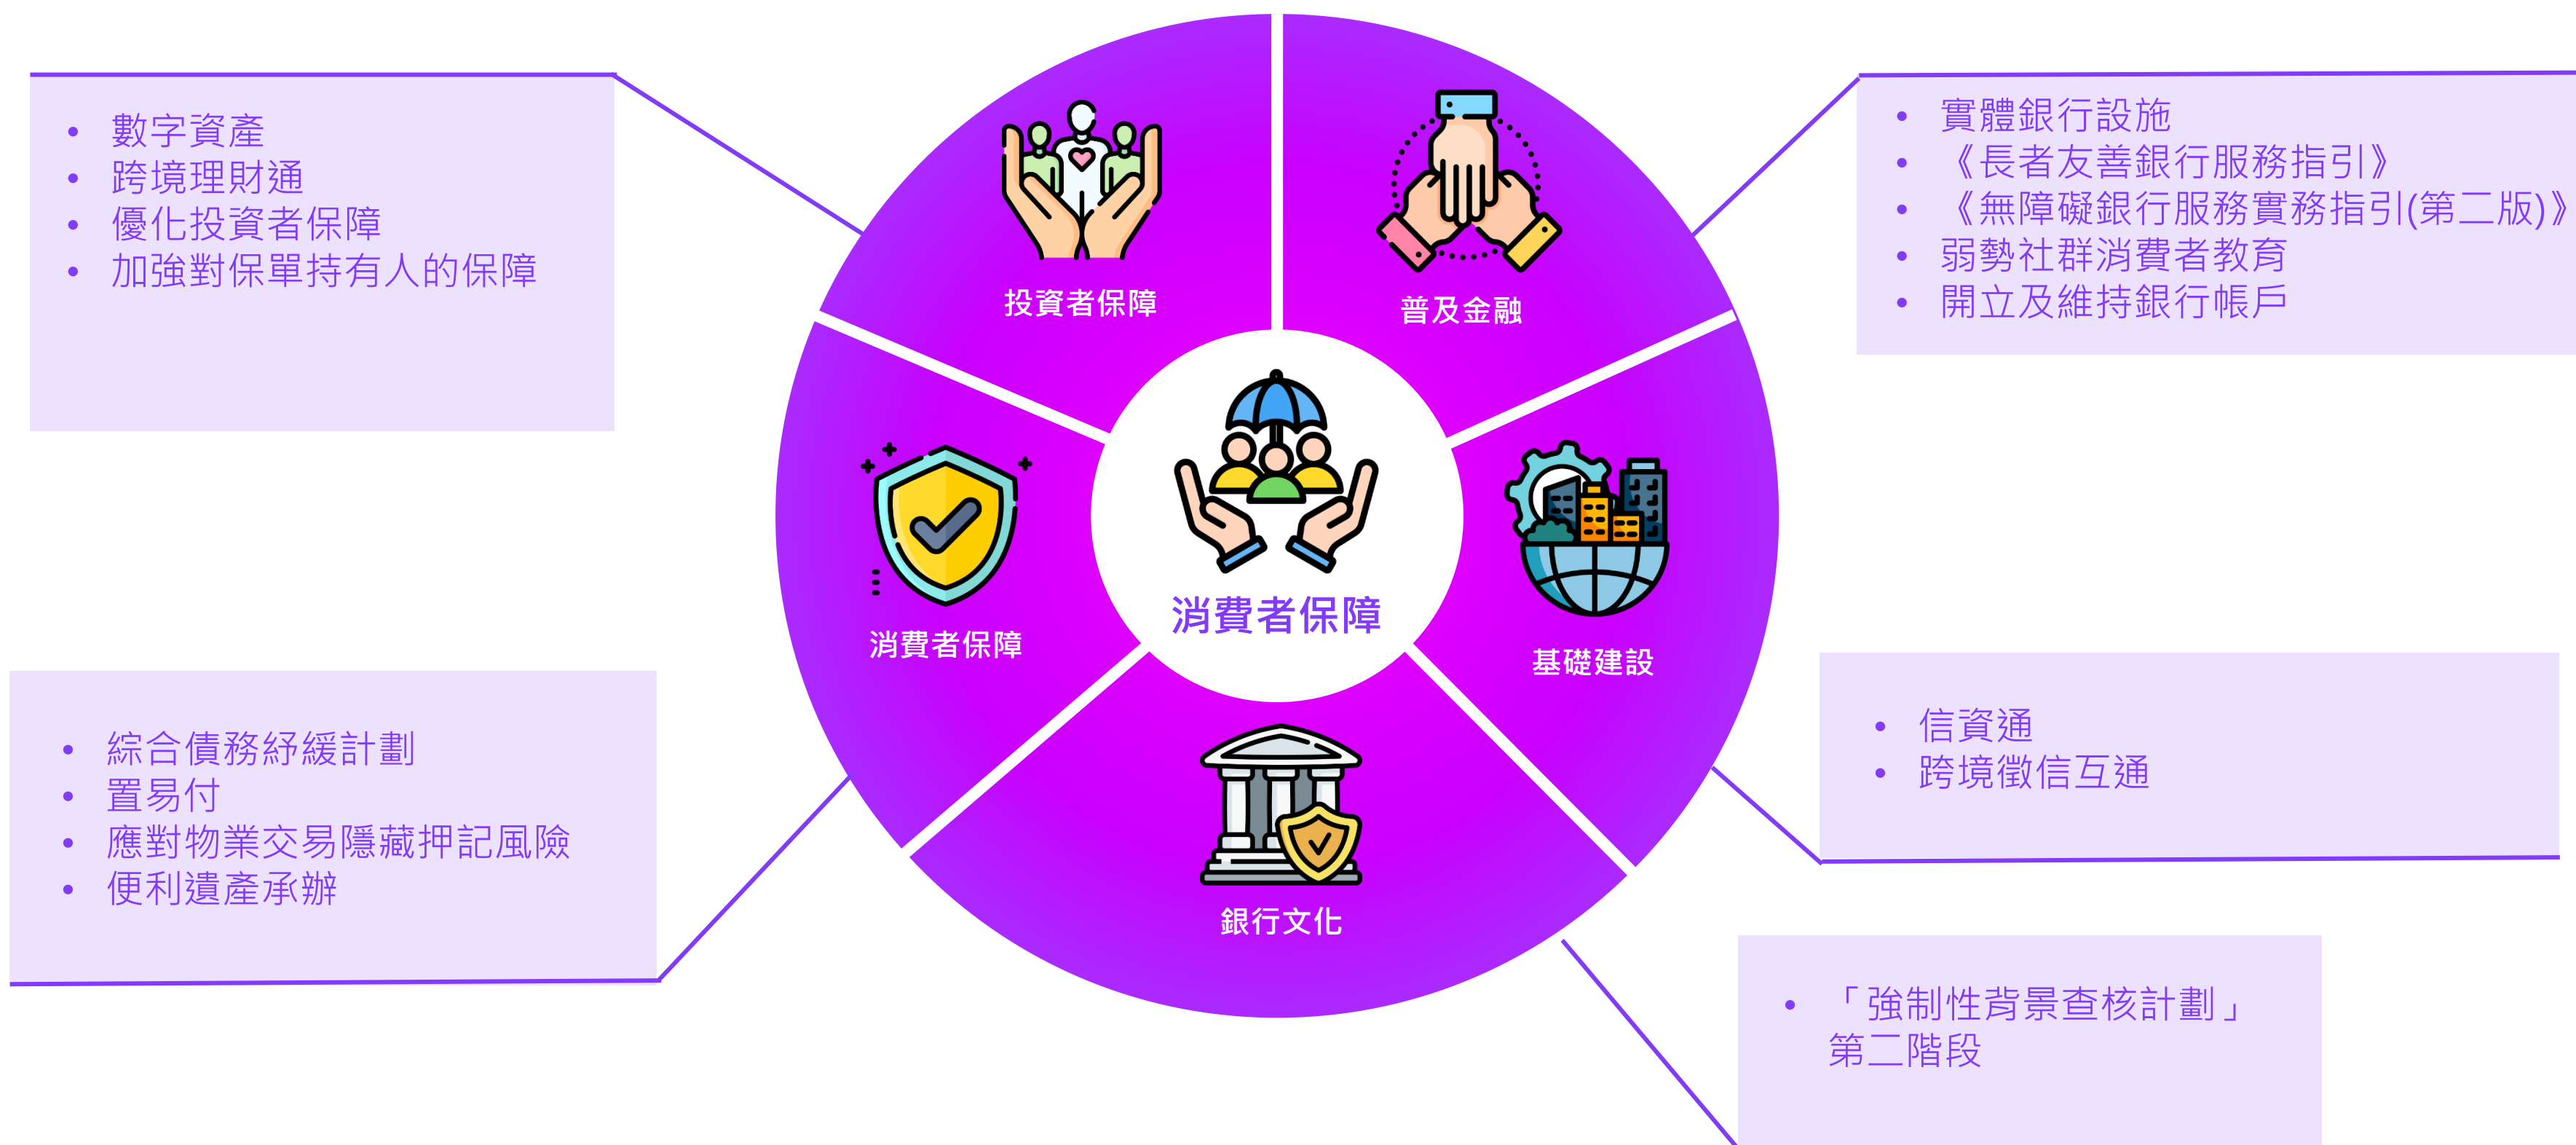 • 數字資產
• 跨境理財通
• 優化投資者保障
• 加強對保單持有人的保障
投資者保障
普及金融
• 實體銀行設施
• 《長者友善銀行服務指引》
• 《無障礙銀行服務實務指引(第二版)》
• 弱勢社群消費者教育
• 開立及維持銀行帳戶
消費者保障
消費者保障
基礎建設
• 綜合債務紓緩計劃
• 置易付
• 應對物業交易隱藏押記風險
• 便利遺產承辦
• 信資通
• 跨境徵信互通
銀行文化
• 「強制性背景查核計劃」
第二階段